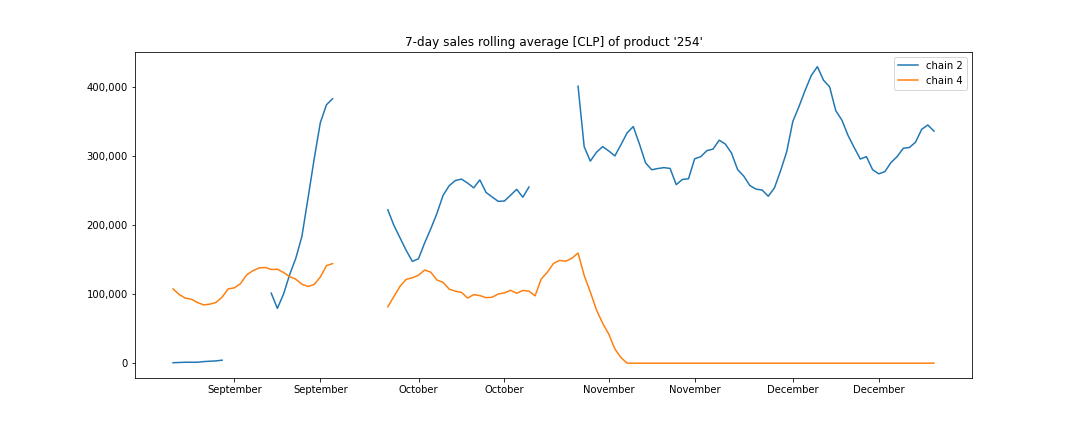 7-day sales rolling average [CLP] of product '254'
chain 2
chain 4
400,000
300,000
200,000
100,000
0
September September October October November November December December